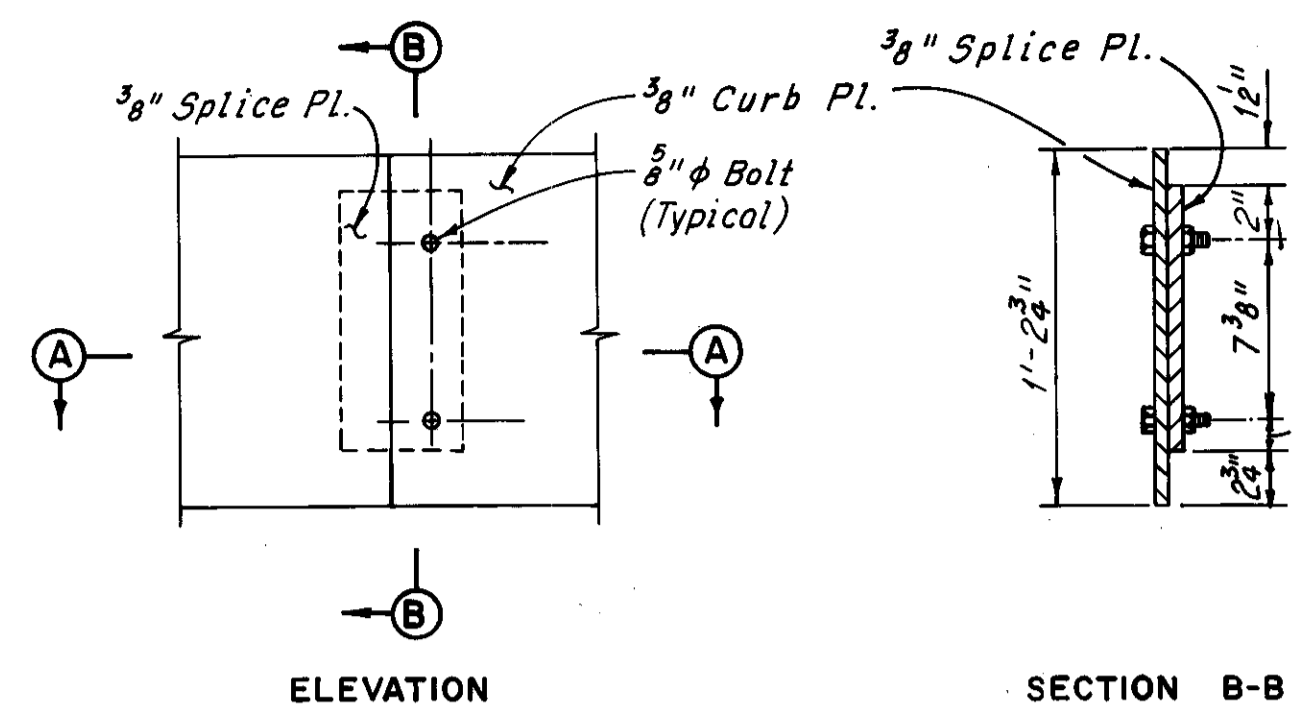 B
3/8" Splice Pl.
3/8" Curb Pl.
5/8" φ Bolt
(Typical)
A
A
B
ELEVATION
3/8" Splice Pl.
1 1/2"
2"
7 3/8"
2 3/4"
1'-2 3/4"
SECTION B-B